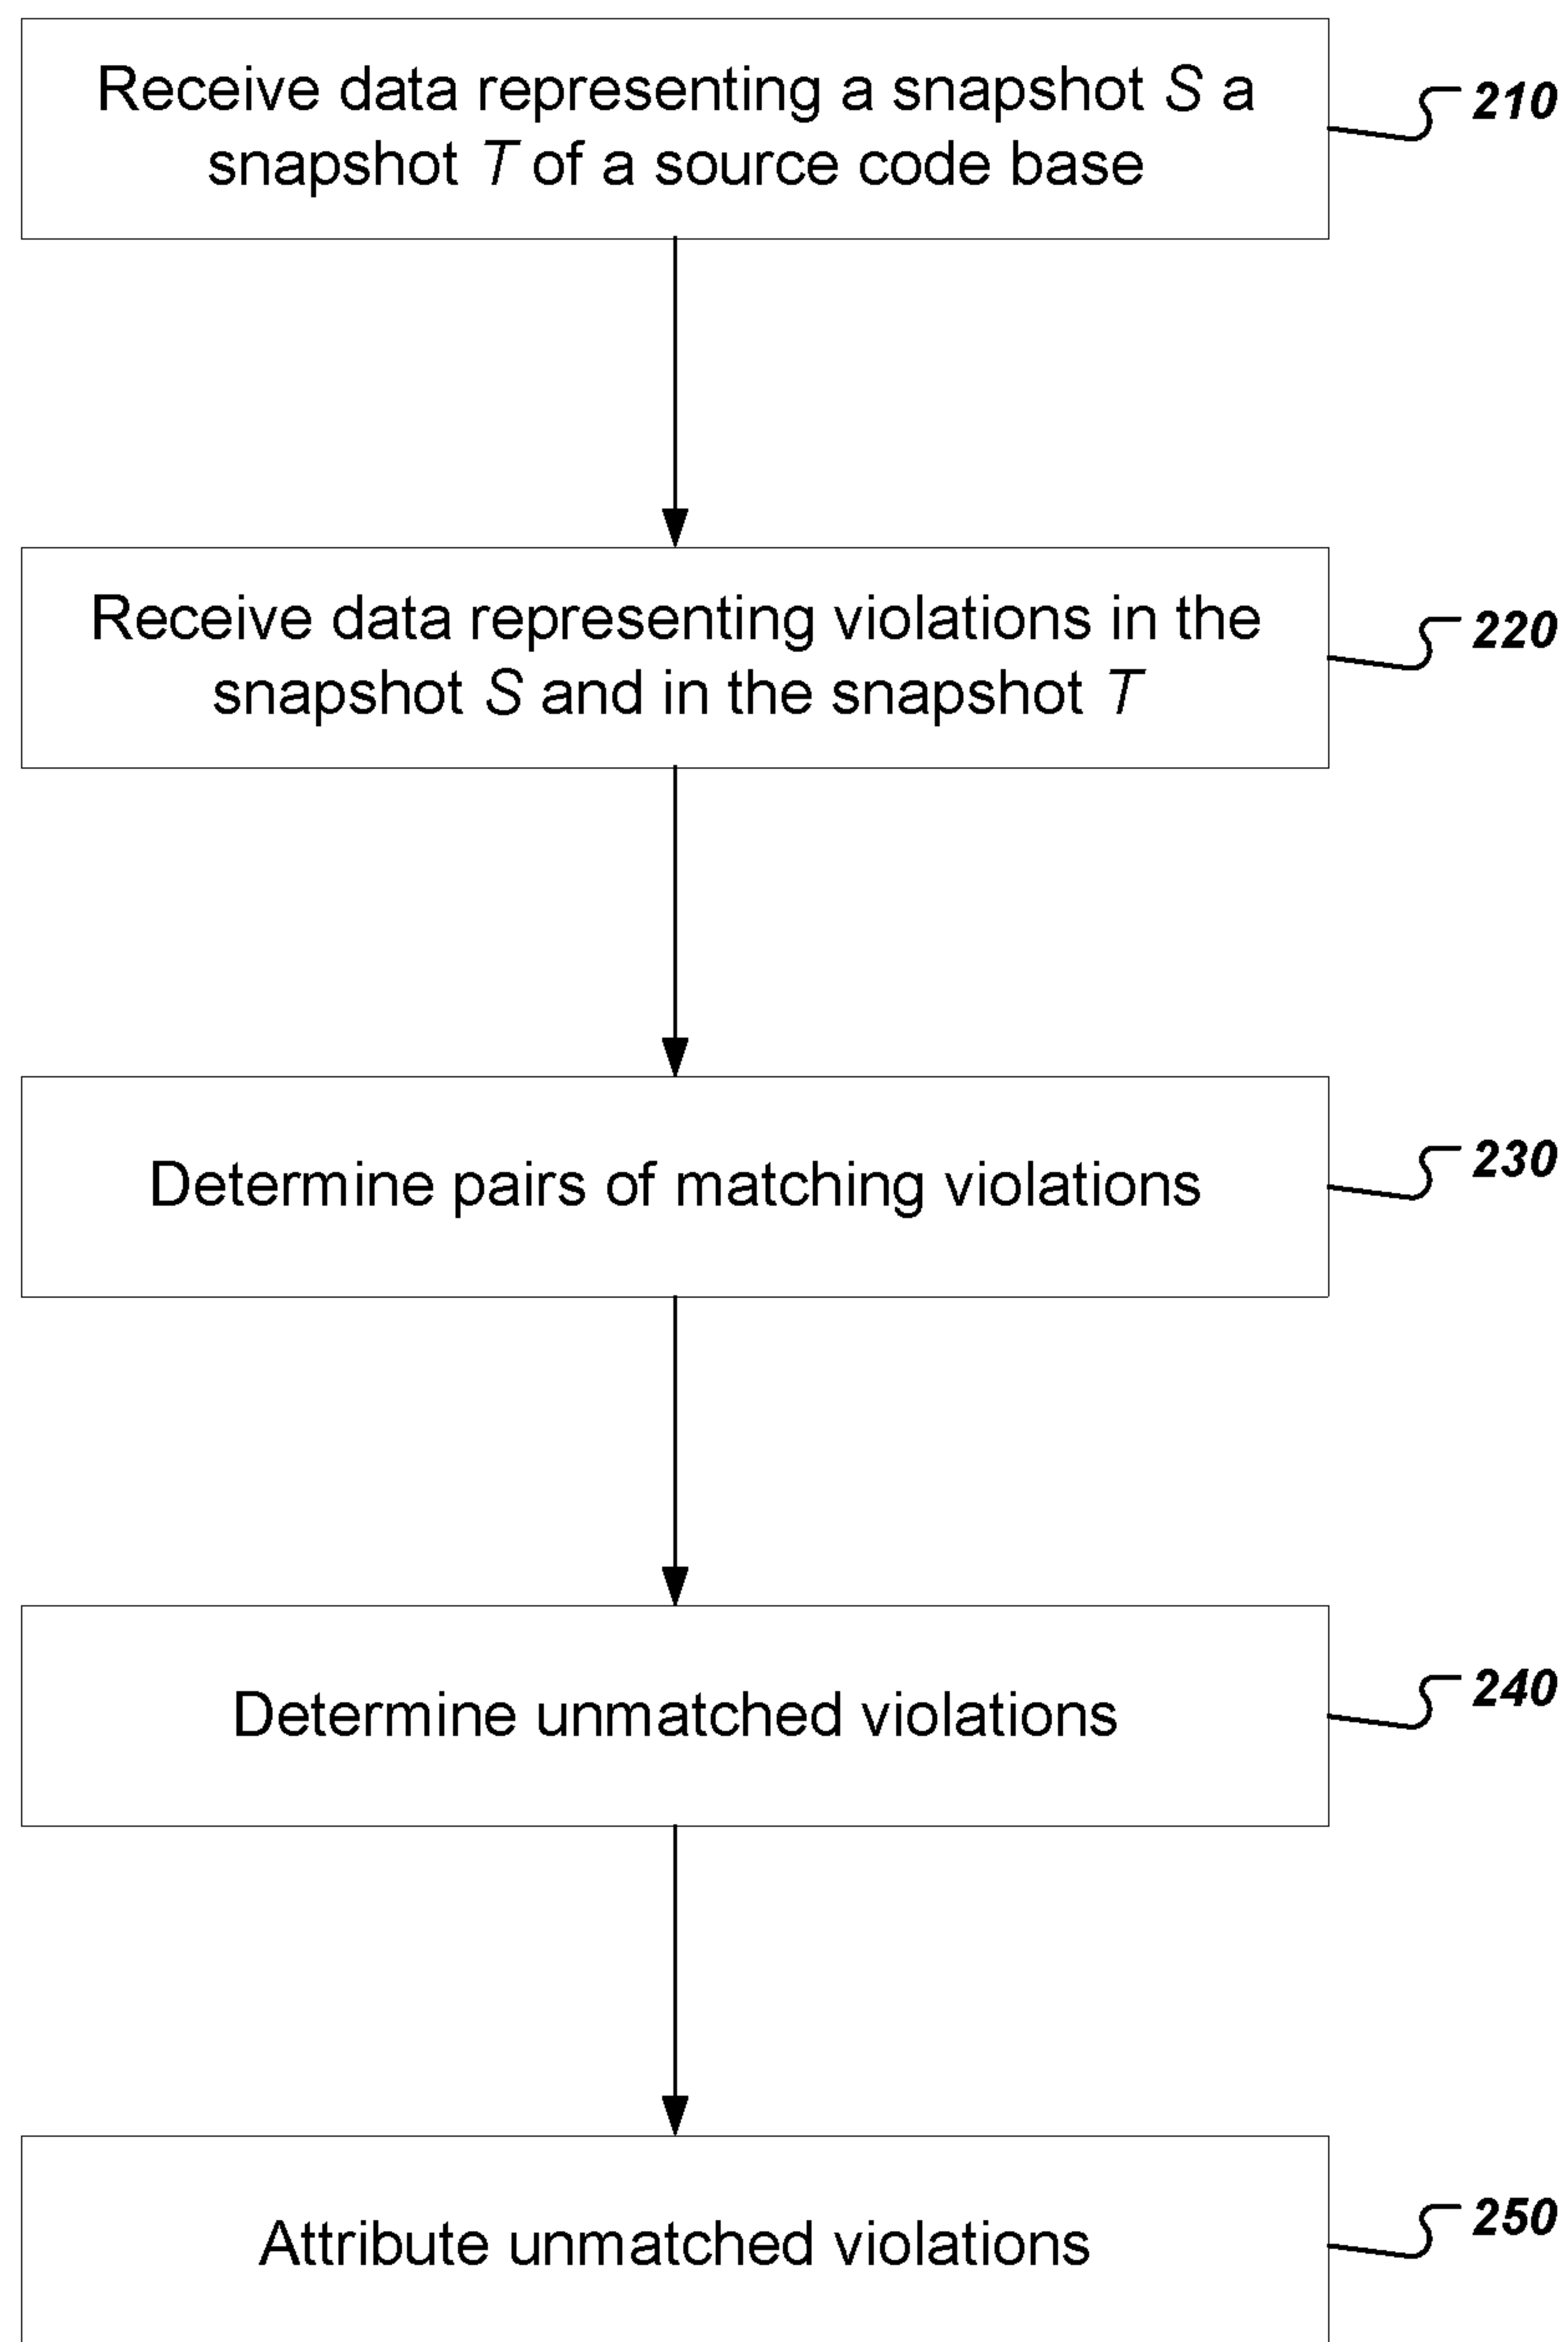 Receive data representing a snapshot S a
snapshot T of a source code base
210
Receive data representing violations in the
snapshot S and in the snapshot T
220
Determine pairs of matching violations
230
Determine unmatched violations
240
Attribute unmatched violations
250